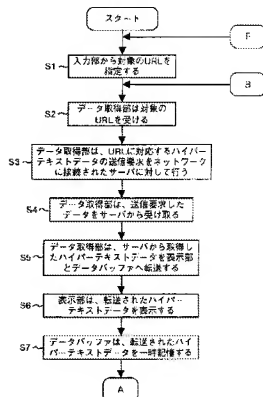 スタート
S1
入力部から対象のURLを
指定する
B
S2
データ取得部は対象の
URLを受ける
S3
データ取得部は、URLに対応するハイパー
テキストデータの送信要求をネットワーク
に接続されたサーバに対して行う
S4
データ取得部は、送信要求し
たデータをサーバから受け取る
S5
データ取得部は、サーバから取得し
たハイパーテキストデータを表示部
とデータバッファへ転送する
S6
表示部は、転送されたハイパー
テキストデータを表示する
S7
データバッファは、転送されたハイ
パーテキストデータを一時記憶する
A